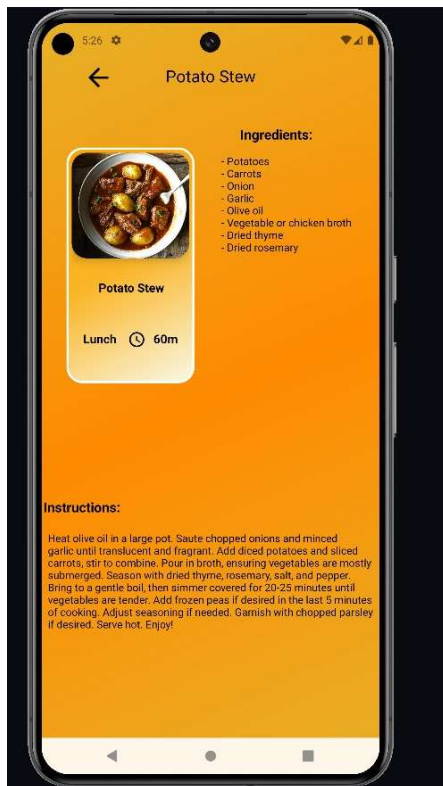 5:26
Potato Stew
Ingredients:
- Potatoes
- Carrots
- Onion
- Garlic
- Olive oil
- Vegetable or chicken broth
- Dried thyme
- Dried rosemary
Potato Stew
Lunch 60m
Instructions:
Heat olive oil in a large pot. Saute chopped onions and minced
garlic until translucent and fragrant. Add diced potatoes and sliced
carrots, stir to combine. Pour in broth, ensuring vegetables are mostly
submerged. Season with dried thyme, rosemary, salt, and pepper.
Bring to a gentle boil, then simmer covered for 20-25 minutes until
vegetables are tender. Add frozen peas if desired in the last 5 minutes
of cooking. Adjust seasoning if needed. Garnish with chopped parsley
if desired. Serve hot. Enjoy!